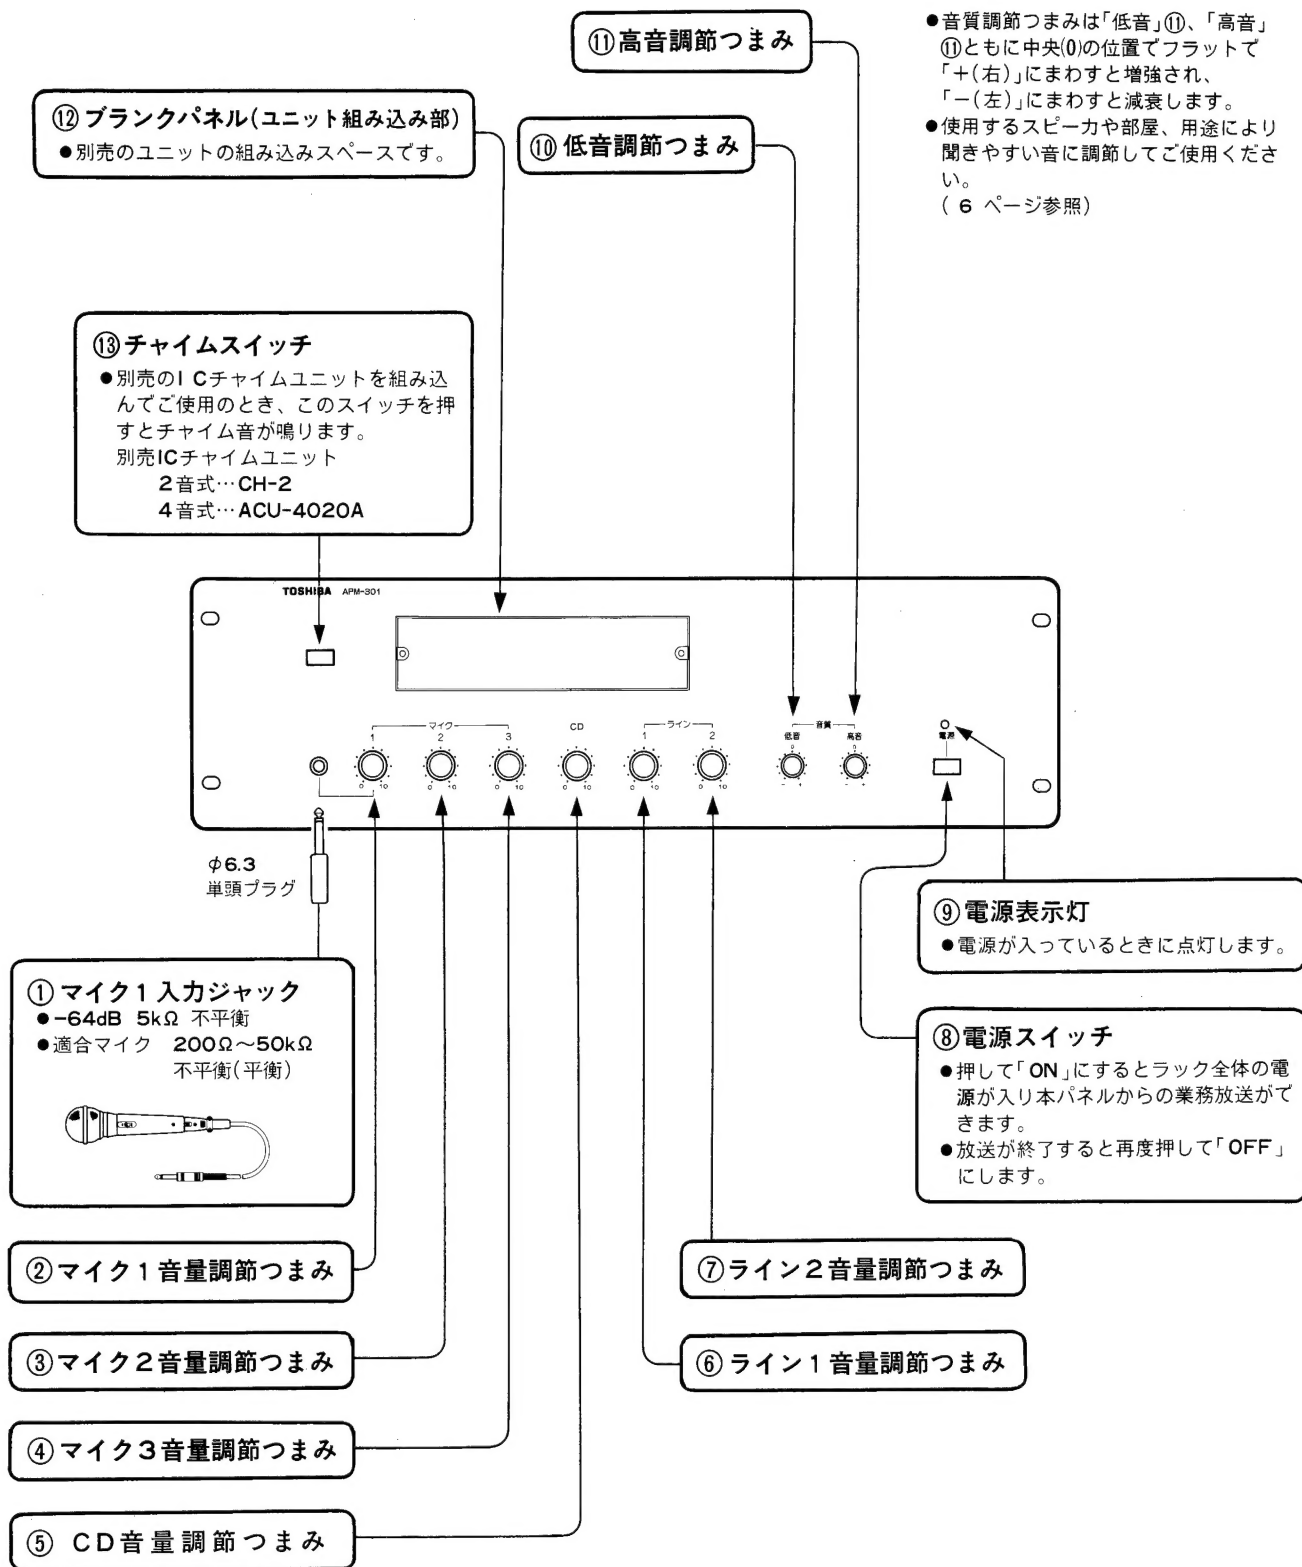 ⑪高音調節つまみ
●音質調節つまみは「低音」⑪、「高音」
⑪ともに中央(0)の位置でフラットで
「+(右)」にまわすと増強され、
「−(左)」にまわすと減衰します。
●使用するスピーカや部屋、用途により
聞きやすい音に調節してご使用くださ
い。
( 6 ページ参照)
⑫ブランクパネル(ユニット組み込み部)
●別売のユニットの組み込みスペースです。
⑩低音調節つまみ
⑬チャイムスイッチ
●別売のI Cチャイムユニットを組み込
んでご使用のとき、このスイッチを押
すとチャイム音が鳴ります。
別売ICチャイムユニット
2音式…CH-2
4音式…ACU-4020A
TOSHIBA APM-301
マイク CD ライン 音質
1 2 3 1 2 低音 高音 電源
0 0
0 10 0 10 0 10 0 10 0 10 0 10 - + - +
φ6.3
単頭プラグ
⑨電源表示灯
●電源が入っているときに点灯します。
①マイク1入力ジャック
●-64dB 5kΩ 不平衡
●適合マイク 200Ω〜50kΩ
不平衡(平衡)
⑧電源スイッチ
●押して「ON」にするとラック全体の電
源が入り本パネルからの業務放送がで
きます。
●放送が終了すると再度押して「OFF」
にします。
②マイク1音量調節つまみ
⑦ライン2音量調節つまみ
③マイク2音量調節つまみ
⑥ライン1音量調節つまみ
④マイク3音量調節つまみ
⑤ CD音量調節つまみ